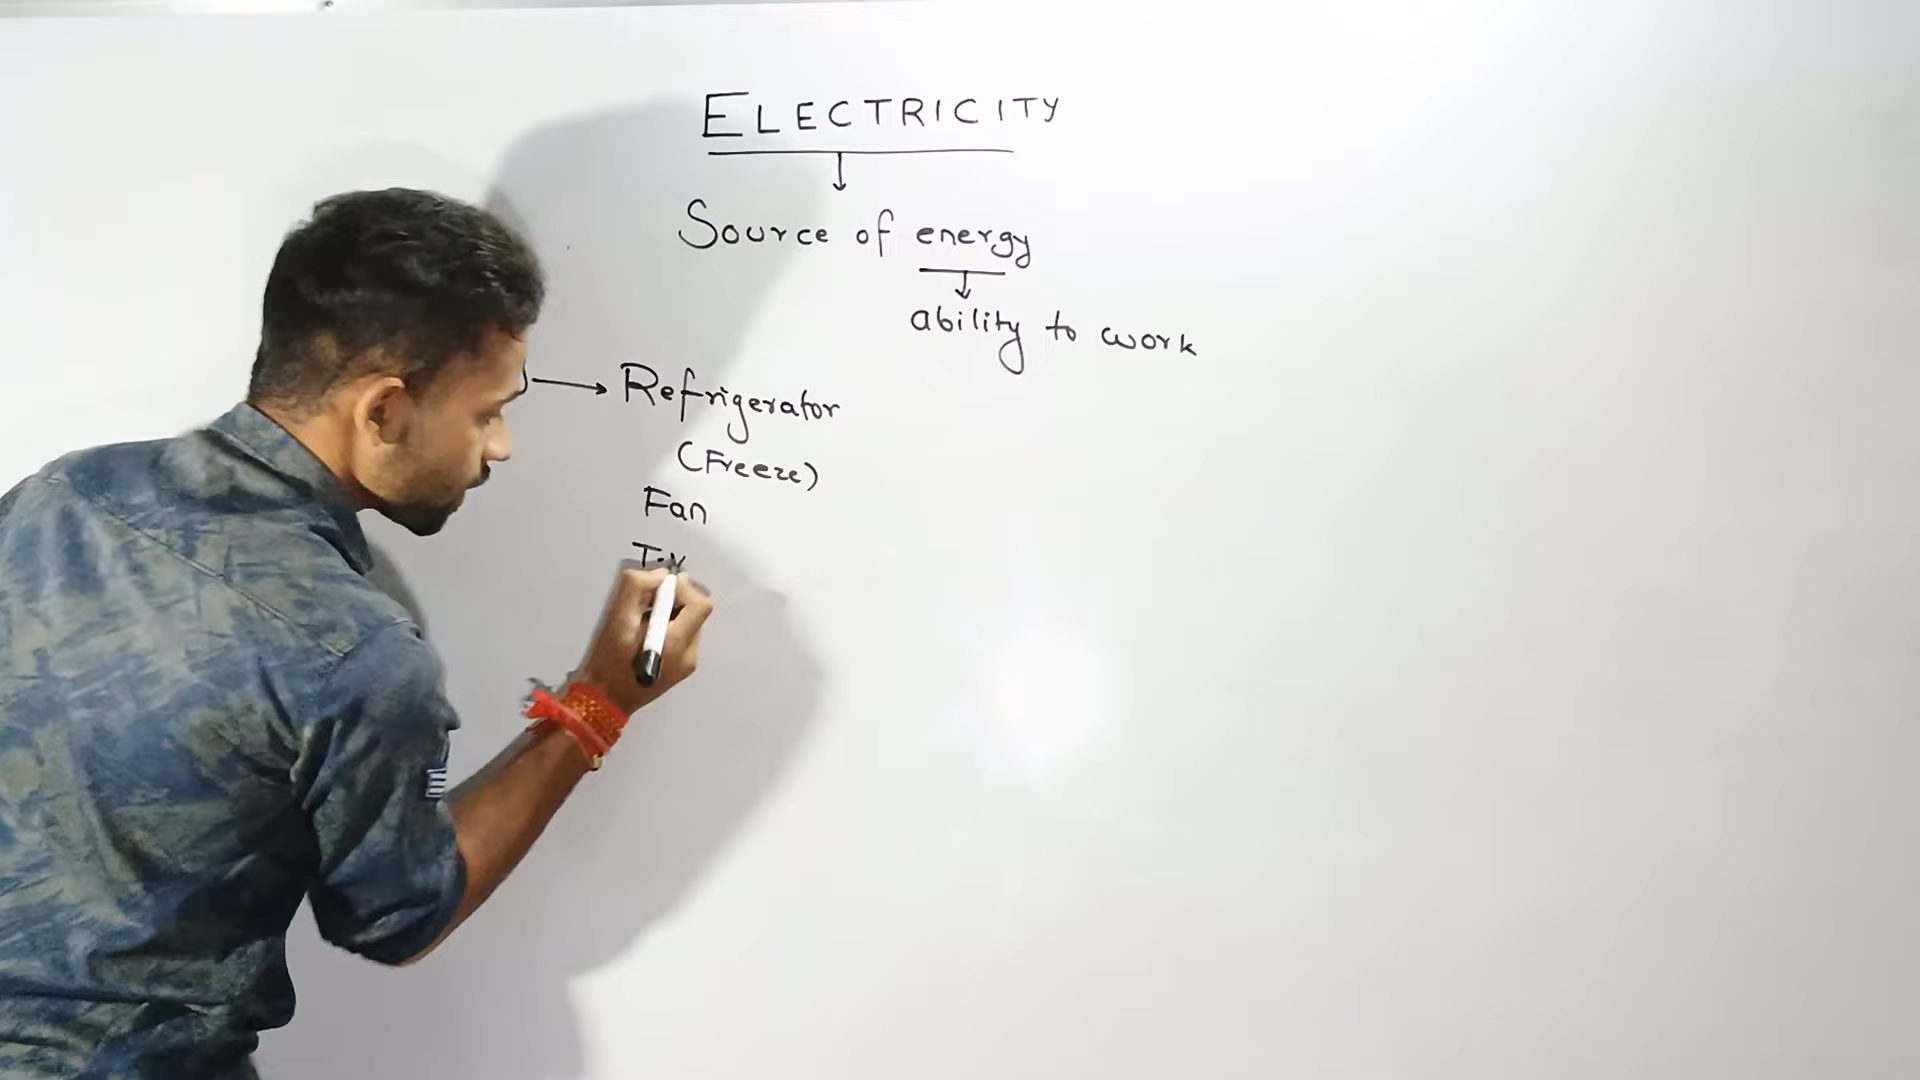 ELECTRICITY
Source of energy
ability to work
Refrigerator
(Freeze)
Fan
T.V